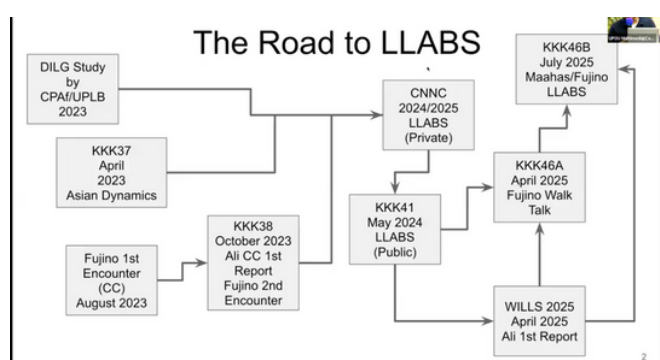 The Road to LLABS
DILG Study
by
CPAf/UPLB
2023
KKK37
April
2023
Asian Dynamics
Fujino 1st
Encounter
(CC)
August 2023
KKK38
October 2023
Ali CC 1st
Report
Fujino 2nd
Encounter
CNNC
2024/2025
LLABS
(Private)
KKK41
May 2024
LLABS
(Public)
KKK46B
July 2025
Maahas/Fujino
LLABS
KKK46A
April 2025
Fujino Walk
Talk
WILLS 2025
April 2025
Ali 1st Report
2